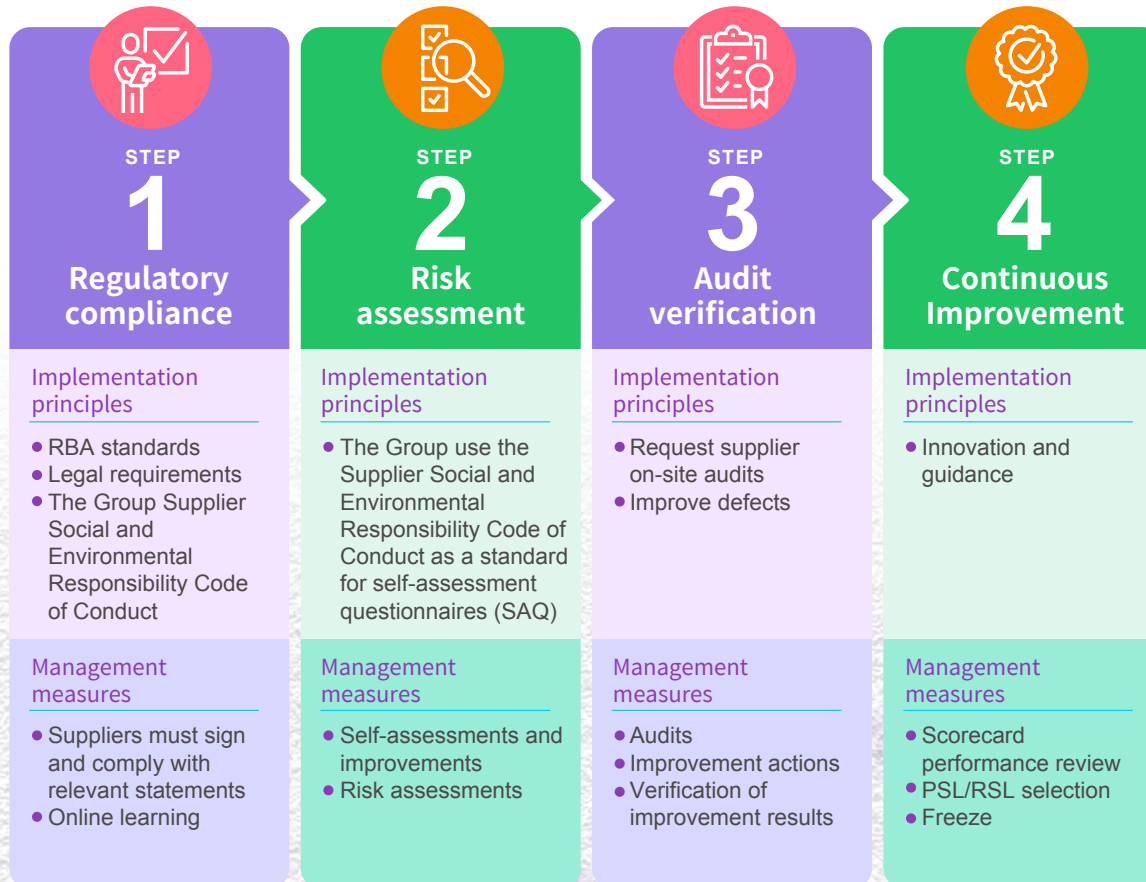 STEP
1
Regulatory
compliance
Implementation
principles
RBA standards
Legal requirements
The Group Supplier
Social and
Environmental
Responsibility Code
of Conduct
Management
measures
Suppliers must sign
and comply with
relevant statements
Online learning
STEP
2
Risk
assessment
Implementation
principles
The Group use the
Supplier Social and
Environmental
Responsibility Code of
Conduct as a standard
for self-assessment
questionnaires (SAQ)
Management
measures
Self-assessments and
improvements
Risk assessments
STEP
3
Audit
verification
Implementation
principles
Request supplier
on-site audits
Improve defects
Management
measures
Audits
Improvement actions
Verification of
improvement results
STEP
4
Continuous
Improvement
Implementation
principles
Innovation and
guidance
Management
measures
Scorecard
performance review
PSL/RSL selection
Freeze